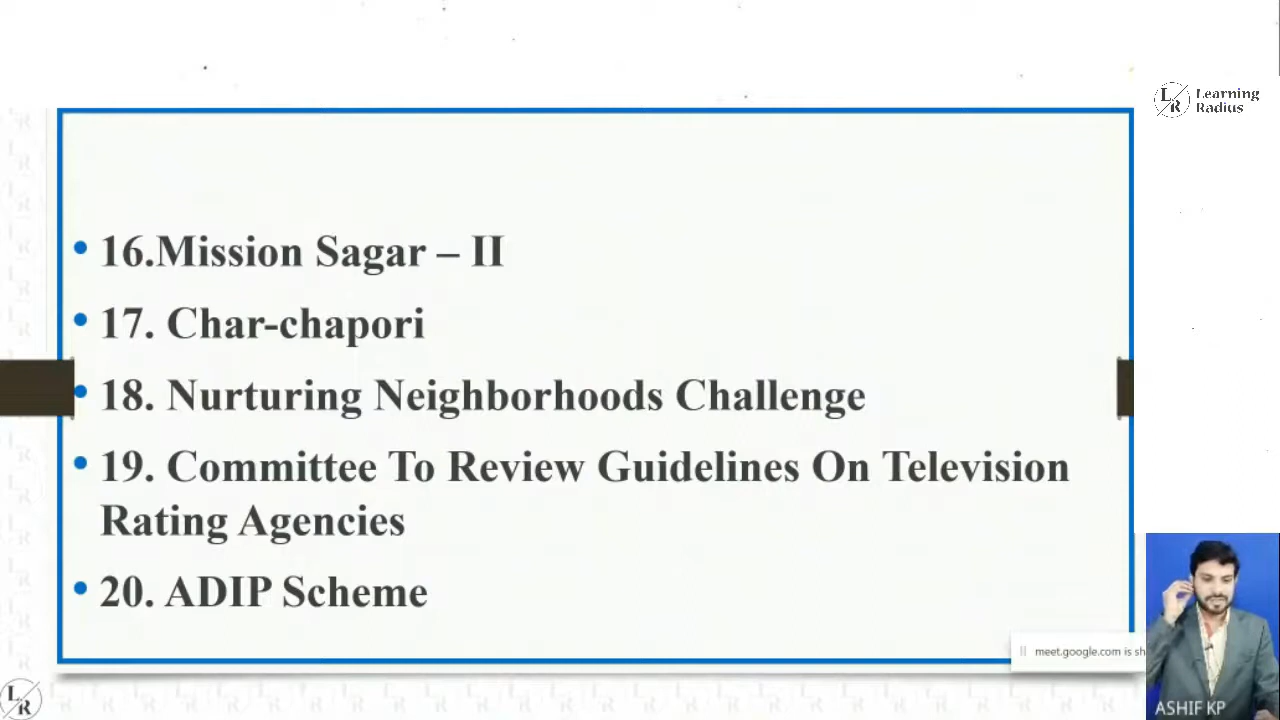 L
R
Learning
Radius
• 16.Mission Sagar – II
• 17. Char-chapori
• 18. Nurturing Neighborhoods Challenge
• 19. Committee To Review Guidelines On Television
Rating Agencies
• 20. ADIP Scheme
meet.google.com is sh
ASHIF KP
L
R